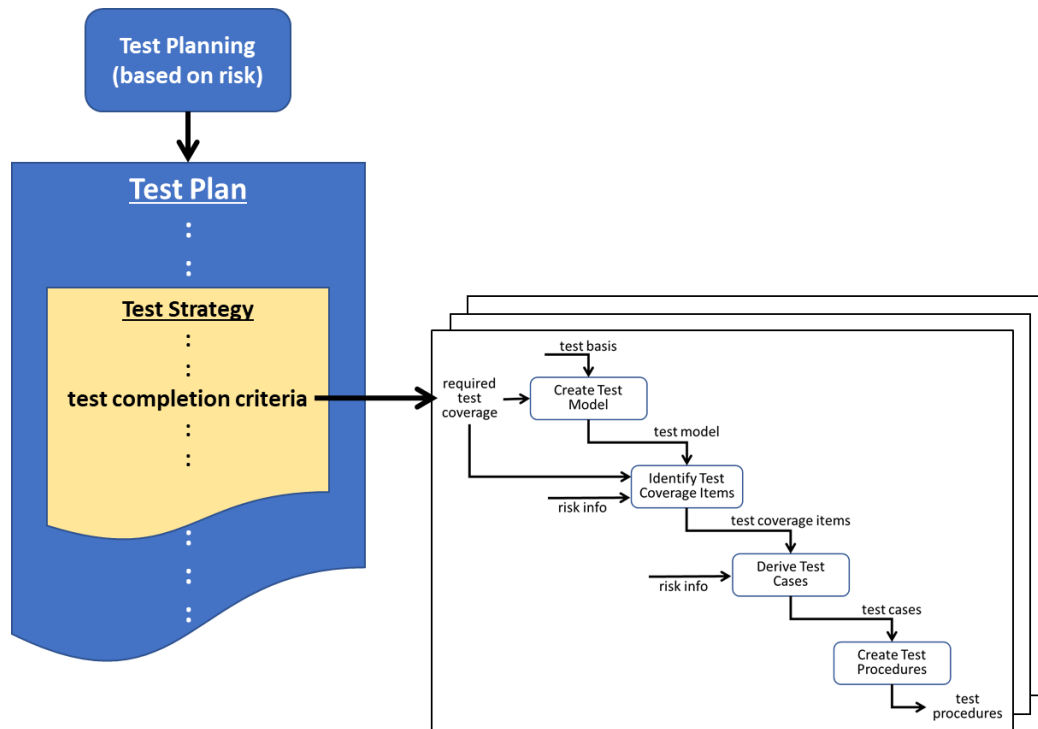 Test Planning
(based on risk)
Test Plan
Test Strategy
test completion criteria
test basis
required
test
coverage
Create Test
Model
test model
Identify Test
Coverage Items
risk info
test coverage items
Derive Test
Cases
risk info
test cases
Create Test
Procedures
test
procedures